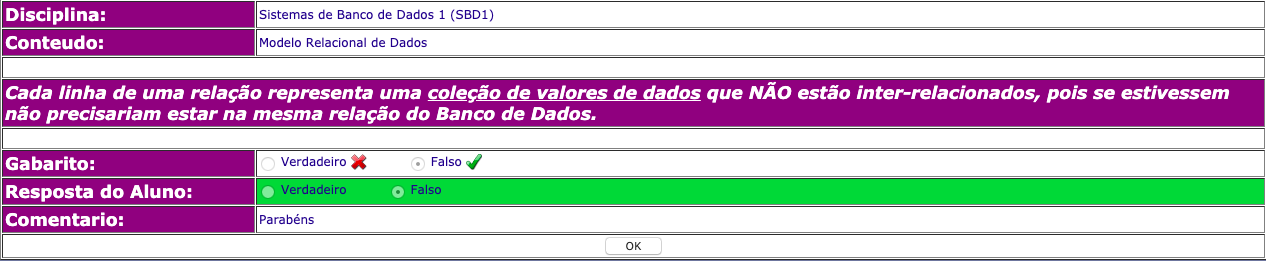 Disciplina: Sistemas de Banco de Dados 1 (SBD1)
Conteudo: Modelo Relacional de Dados
Cada linha de uma relação representa uma coleção de valores de dados que NÃO estão inter-relacionados, pois se estivessem
não precisariam estar na mesma relação do Banco de Dados.
Gabarito: Verdadeiro Falso
Resposta do Aluno: Verdadeiro Falso
Comentario: Parabéns
OK